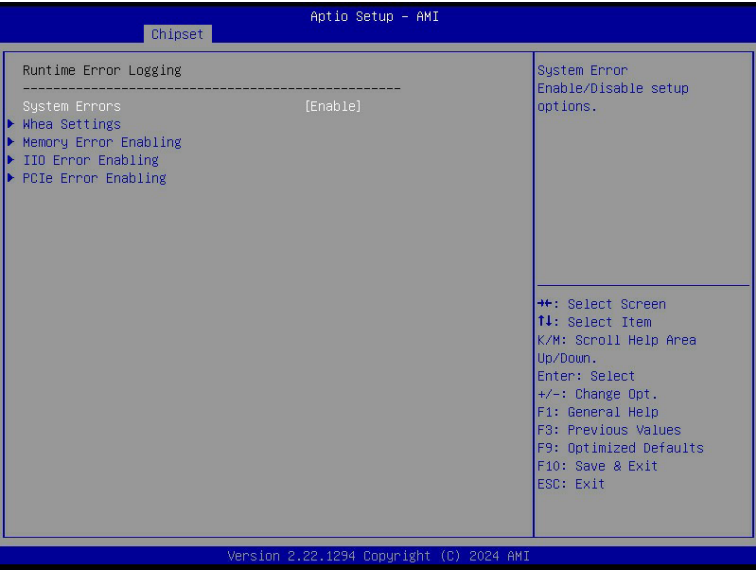 Aptio Setup – AMI
Chipset
Runtime Error Logging
--------------------------------------------------
System Errors [Enable]
Whea Settings
Memory Error Enabling
IIO Error Enabling
PCIe Error Enabling
System Error
Enable/Disable setup
options.
→←: Select Screen
↑↓: Select Item
K/M: Scroll Help Area
Up/Down.
Enter: Select
+/-: Change Opt.
F1: General Help
F3: Previous Values
F9: Optimized Defaults
F10: Save & Exit
ESC: Exit
Version 2.22.1294 Copyright (C) 2024 AMI